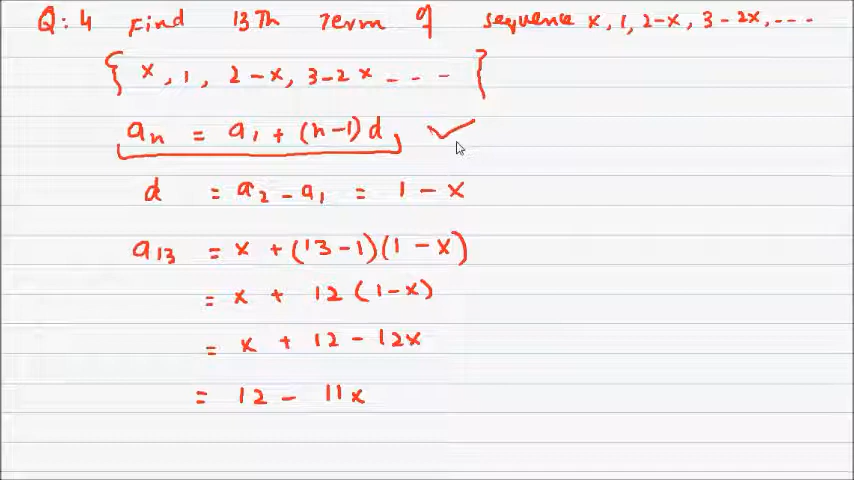 Q: 4 Find 13Th Term of sequence x, 1, 2-x, 3-2x, ---
{ x, 1, 2-x, 3-2x --- - }
aₙ = a₁ + (n-1)d, ✓
d = a₂ - a₁ = 1 - x
a₁₃ = x + (13-1)(1-x)
= x + 12 (1-x)
= x + 12 - 12x
= 12 - 11x